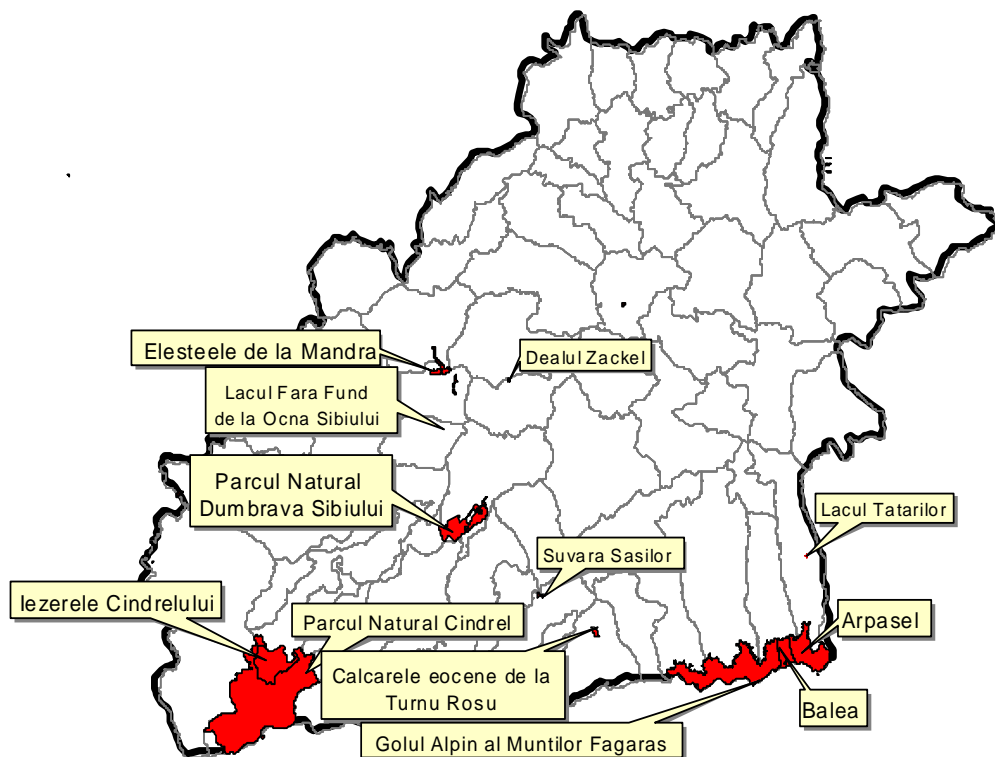 Elesteele de la Mandra
Dealul Zackel
Lacul Fara Fund
de la Ocna Sibiului
Parcul Natural
Dumbrava Sibiului
Lacul Tatarilor
Suvara Sasilor
Iezerele Cindrelului
Parcul Natural Cindrel
Arpasel
Calcarele eocene de la
Turnu Rosu
Balea
Golul Alpin al Muntilor Fagaras